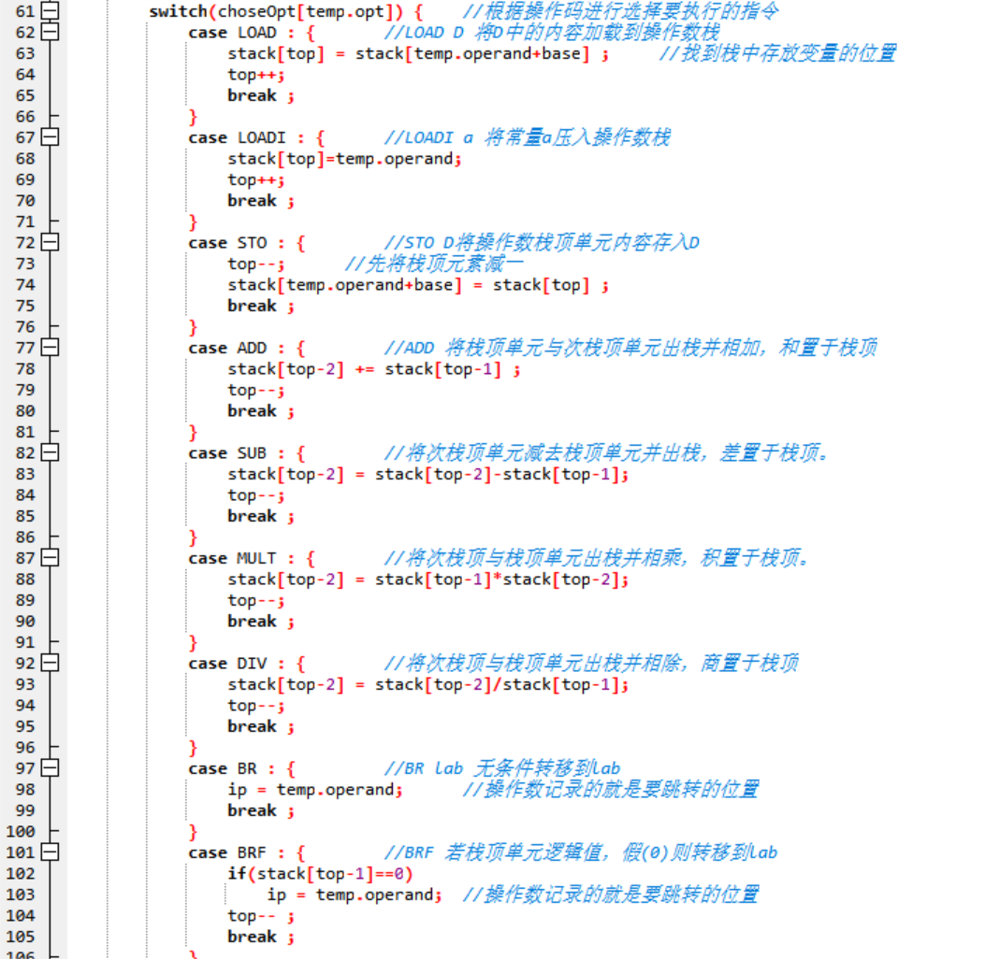 61 switch(choseOpt[temp.opt]) { //根据操作码进行选择要执行的指令
62 case LOAD : { //LOAD D 将D中的内容加载到操作数栈
63 stack[top] = stack[temp.operand+base] ; //找到栈中存放变量的位置
64 top++;
65 break ;
66 }
67 case LOADI : { //LOADI a 将常量a压入操作数栈
68 stack[top]=temp.operand;
69 top++;
70 break ;
71 }
72 case STO : { //STO D将操作数栈顶单元内容存入D
73 top--; //先将栈顶元素减一
74 stack[temp.operand+base] = stack[top] ;
75 break ;
76 }
77 case ADD : { //ADD 将栈顶单元与次栈顶单元出栈并相加，和置于栈顶
78 stack[top-2] += stack[top-1] ;
79 top--;
80 break ;
81 }
82 case SUB : { //将次栈顶单元减去栈顶单元并出栈，差置于栈顶。
83 stack[top-2] = stack[top-2]-stack[top-1];
84 top--;
85 break ;
86 }
87 case MULT : { //将次栈顶与栈顶单元出栈并相乘，积置于栈顶。
88 stack[top-2] = stack[top-1]*stack[top-2];
89 top--;
90 break ;
91 }
92 case DIV : { //将次栈顶与栈顶单元出栈并相除，商置于栈顶
93 stack[top-2] = stack[top-2]/stack[top-1];
94 top--;
95 break ;
96 }
97 case BR : { //BR lab 无条件转移到lab
98 ip = temp.operand; //操作数记录的就是要跳转的位置
99 break ;
100 }
101 case BRF : { //BRF 若栈顶单元逻辑值，假(0)则转移到lab
102 if(stack[top-1]==0)
103 ip = temp.operand; //操作数记录的就是要跳转的位置
104 top-- ;
105 break ;
106 }